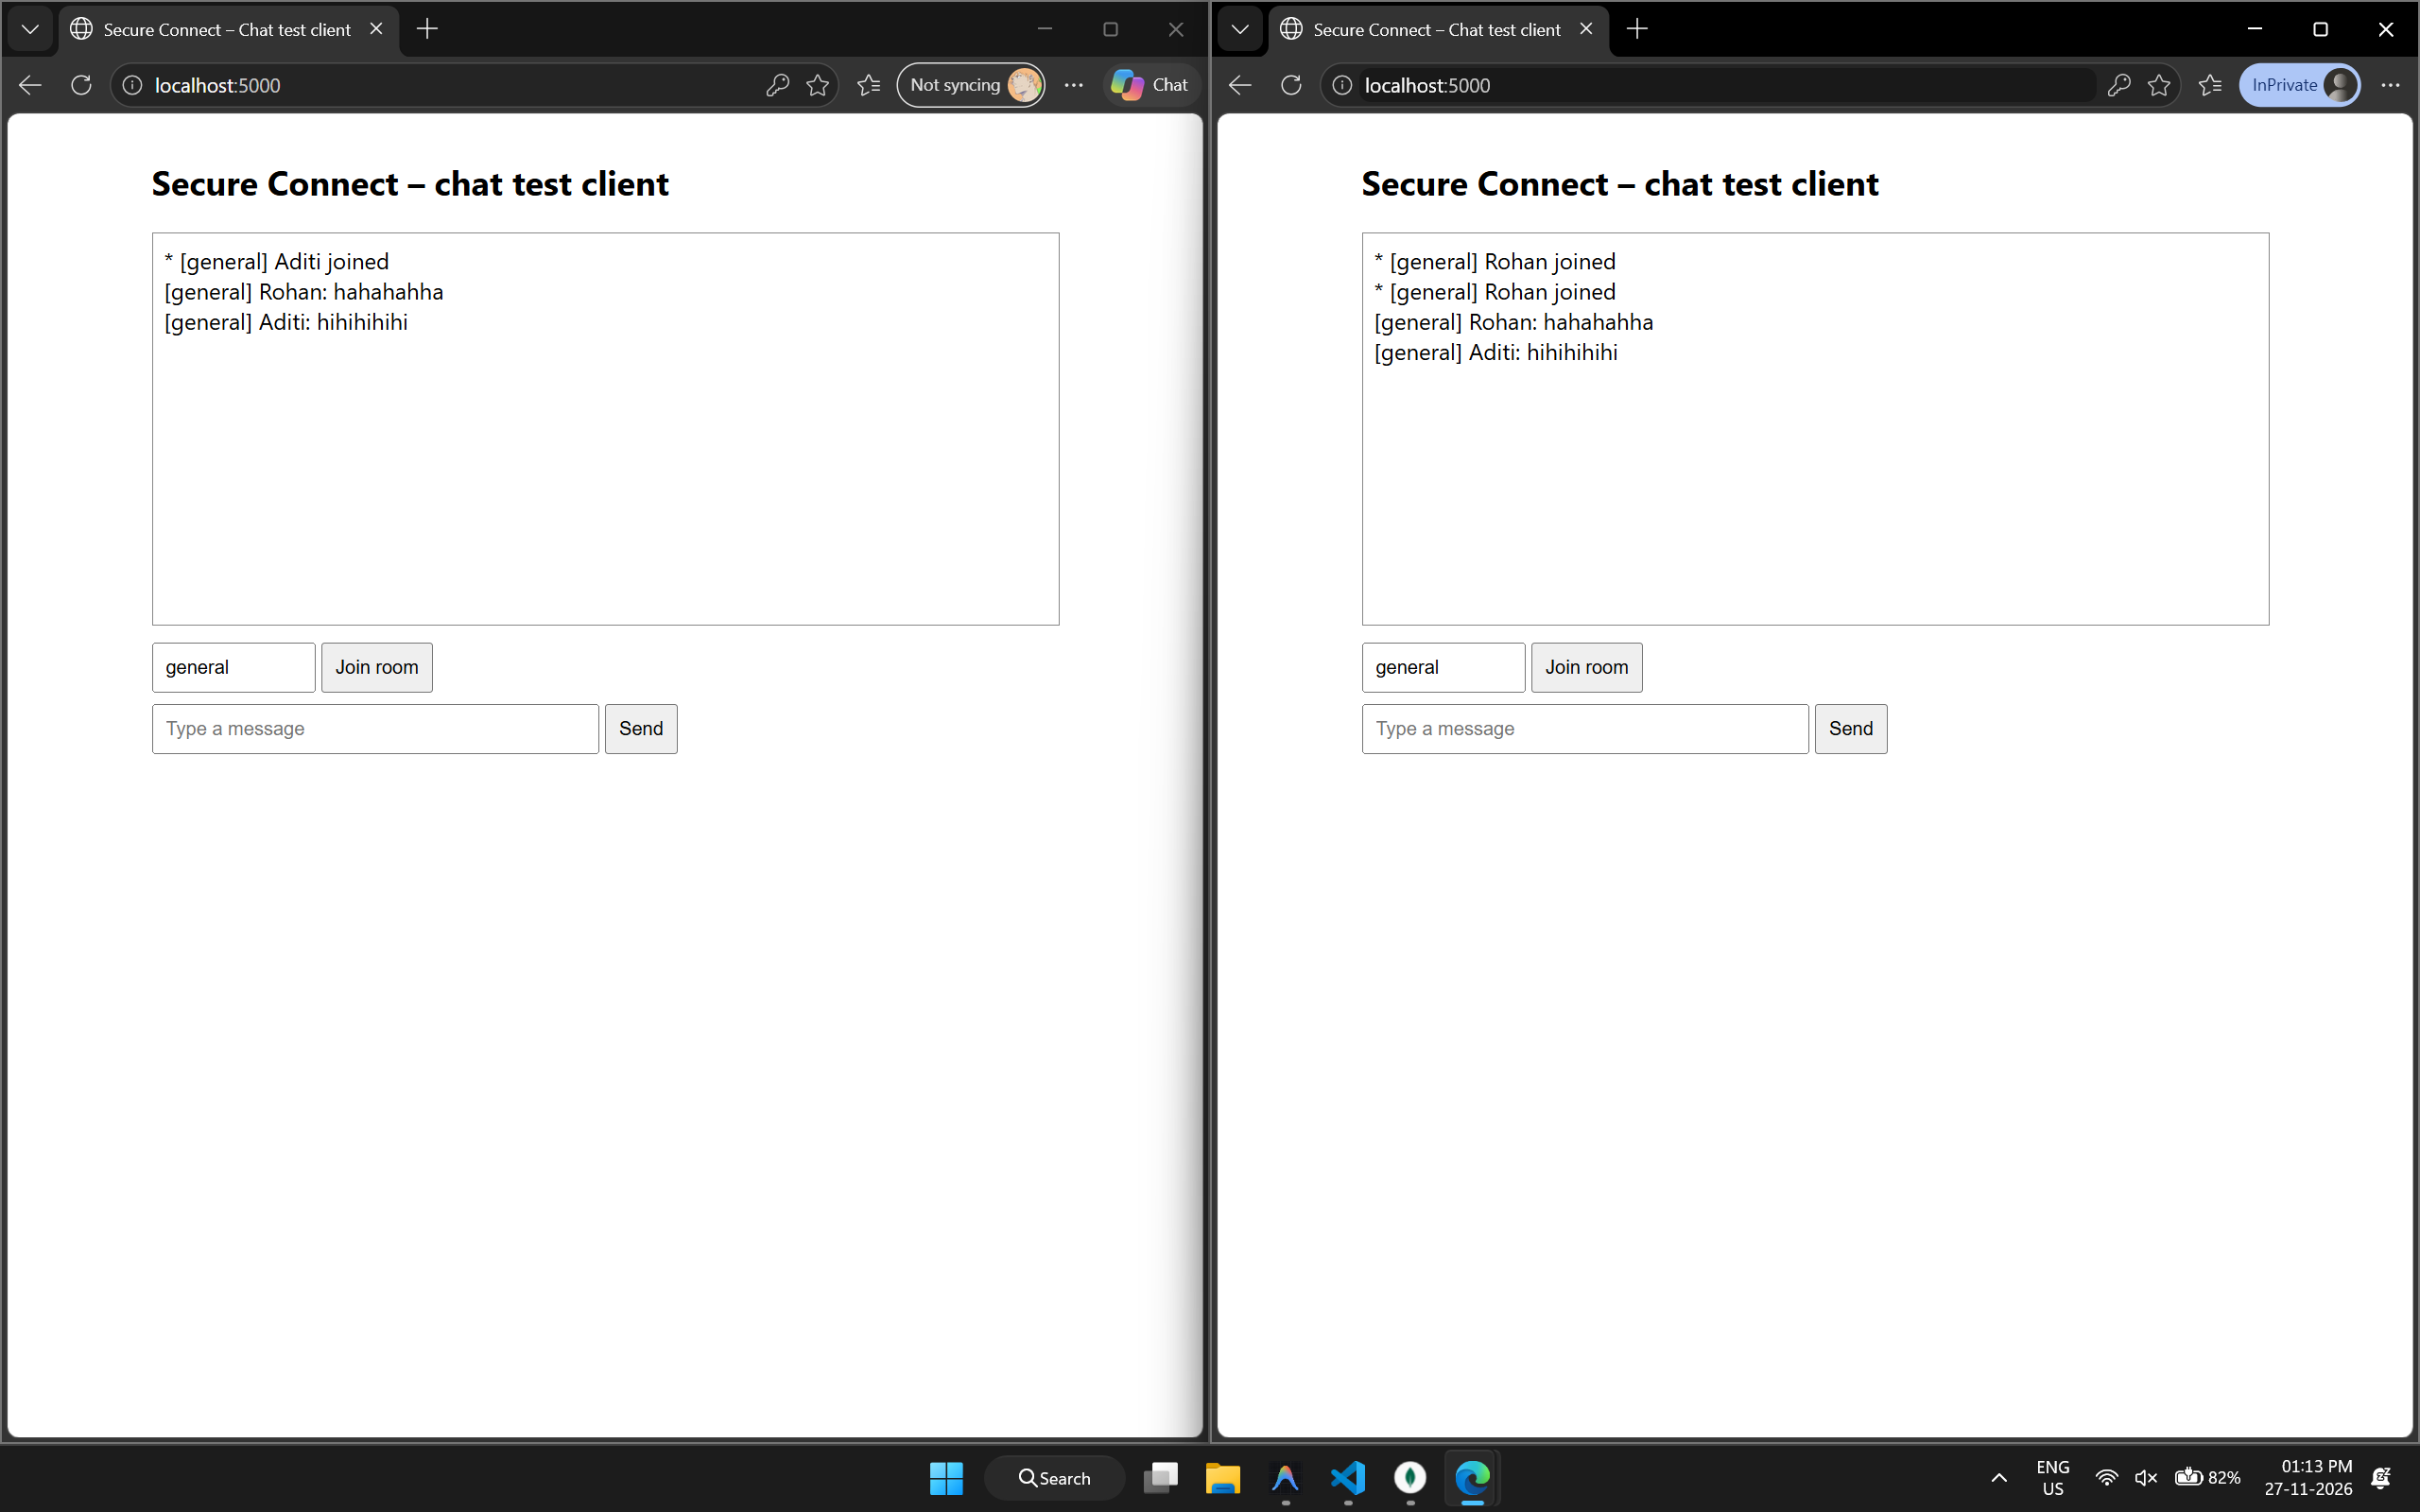 Secure Connect – Chat test client
localhost:5000
Not syncing
Chat
Secure Connect – chat test client
* [general] Aditi joined
[general] Rohan: hahahahha
[general] Aditi: hihihihihi
general
Join room
Type a message
Send
Secure Connect – Chat test client
localhost:5000
InPrivate
Secure Connect – chat test client
* [general] Rohan joined
* [general] Rohan joined
[general] Rohan: hahahahha
[general] Aditi: hihihihihi
general
Join room
Type a message
Send
Search
ENG
US
82%
01:13 PM
27-11-2026